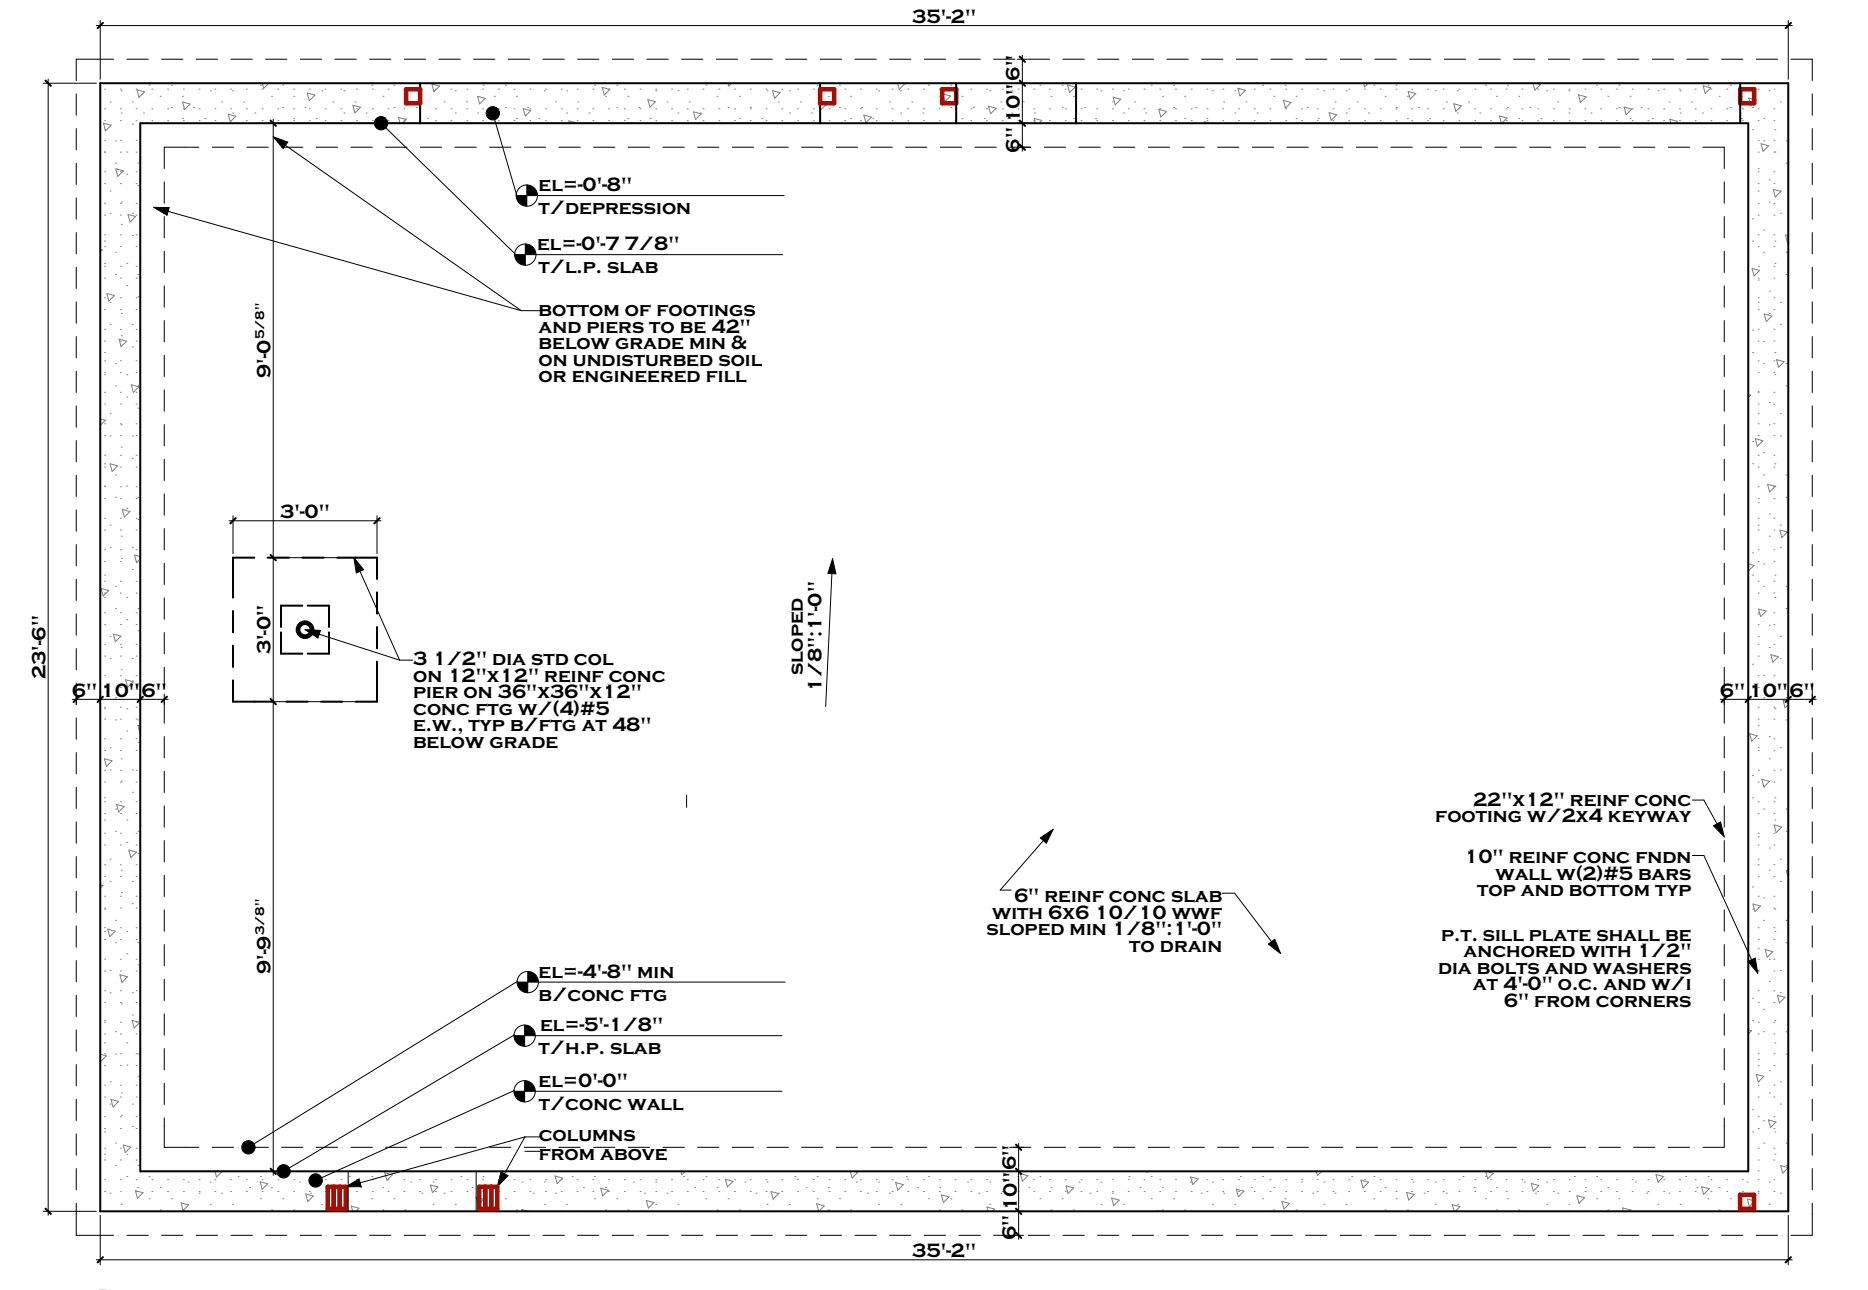 35'-2"
6"
10"
6"
EL=-0'-8"
T/DEPRESSION
EL=-0'-7 7/8"
T/L.P. SLAB
BOTTOM OF FOOTINGS
AND PIERS TO BE 42"
BELOW GRADE MIN &
ON UNDISTURBED SOIL
OR ENGINEERED FILL
9'-0 5/8"
3'-0"
3'-0"
SLOPED
1/8":1'-0"
23'-6"
3 1/2" DIA STD COL
ON 12"X12" REINF CONC
PIER ON 36"X36"X12"
CONC FTG W/(4)#5
E.W., TYP B/FTG AT 48"
BELOW GRADE
6" 10" 6"
6" 10" 6"
22"X12" REINF CONC
FOOTING W/2X4 KEYWAY
10" REINF CONC FNDN
WALL W(2)#5 BARS
TOP AND BOTTOM TYP
6" REINF CONC SLAB
WITH 6X6 10/10 WWF
SLOPED MIN 1/8":1'-0"
TO DRAIN
P.T. SILL PLATE SHALL BE
ANCHORED WITH 1/2"
DIA BOLTS AND WASHERS
AT 4'-0" O.C. AND W/I
6" FROM CORNERS
9'-9 3/8"
EL=-4'-8" MIN
B/CONC FTG
EL=-5'-1/8"
T/H.P. SLAB
EL=0'-0"
T/CONC WALL
COLUMNS
FROM ABOVE
6"
10"
6"
35'-2"